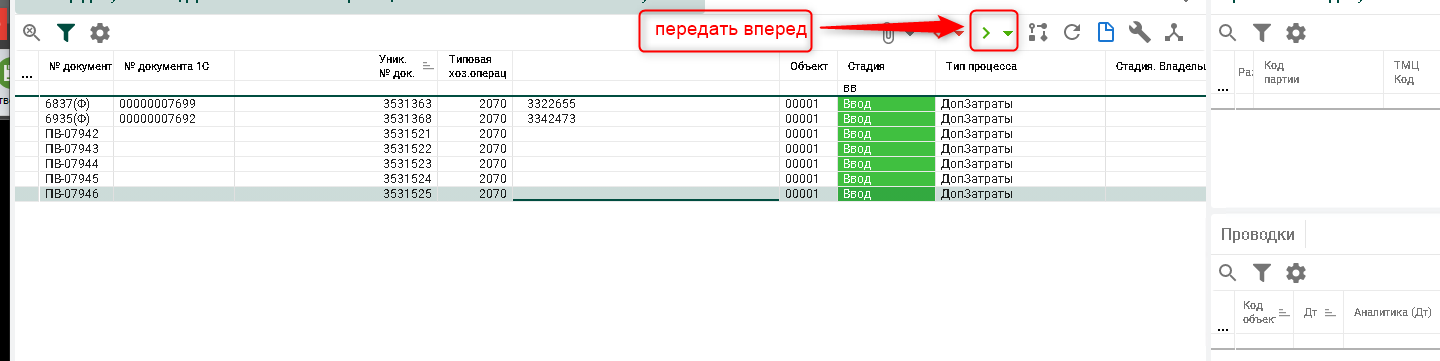 передать вперед
№ документ № документа 1С Уник. № док. Типовая хоз.операц Объект Стадия Тип процесса Стадия. Владельц
...
вв
6837(Ф) 00000007699 3531363 2070 3322655 00001 Ввод ДопЗатраты
6935(Ф) 00000007692 3531368 2070 3342473 00001 Ввод ДопЗатраты
ПВ-07942 3531521 2070 00001 Ввод ДопЗатраты
ПВ-07943 3531522 2070 00001 Ввод ДопЗатраты
ПВ-07944 3531523 2070 00001 Ввод ДопЗатраты
ПВ-07945 3531524 2070 00001 Ввод ДопЗатраты
ПВ-07946 3531525 2070 00001 Ввод ДопЗатраты
... Раз Код партии ТМЦ Код
Проводки
... Код объек Дт Аналитика (Дт)